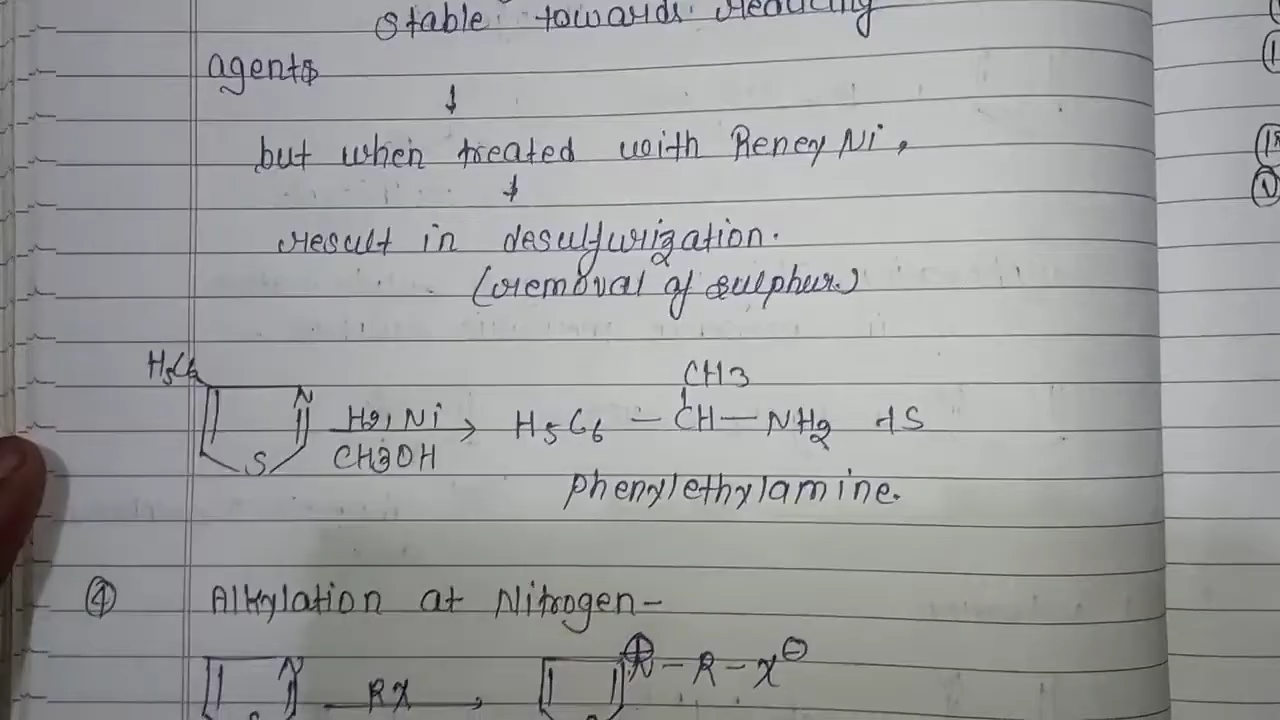 stable towards reducing
agents
↓
but when treated with Reney Ni,
↓
result in desulfurization.
(removal of sulphur)
CH3
H5C6
N
H2, Ni
H5C6 — CH — NH2 + S
S
CH3OH
Phenylethylamine.
④ Alkylation at Nitrogen-
N
RX
⊕N - R - X⊖